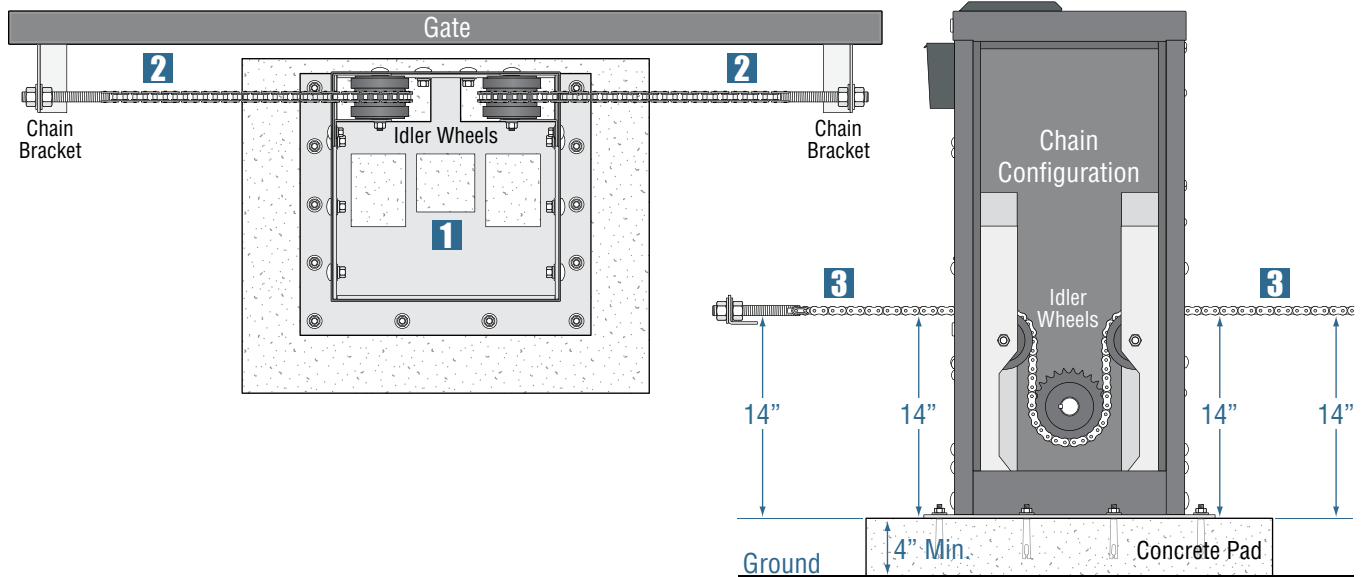 Gate
2
2
Chain
Bracket
Idler Wheels
Chain
Bracket
1
Chain
Configuration
3
3
Idler
Wheels
14”
14”
14”
14”
4” Min.
Concrete Pad
Ground